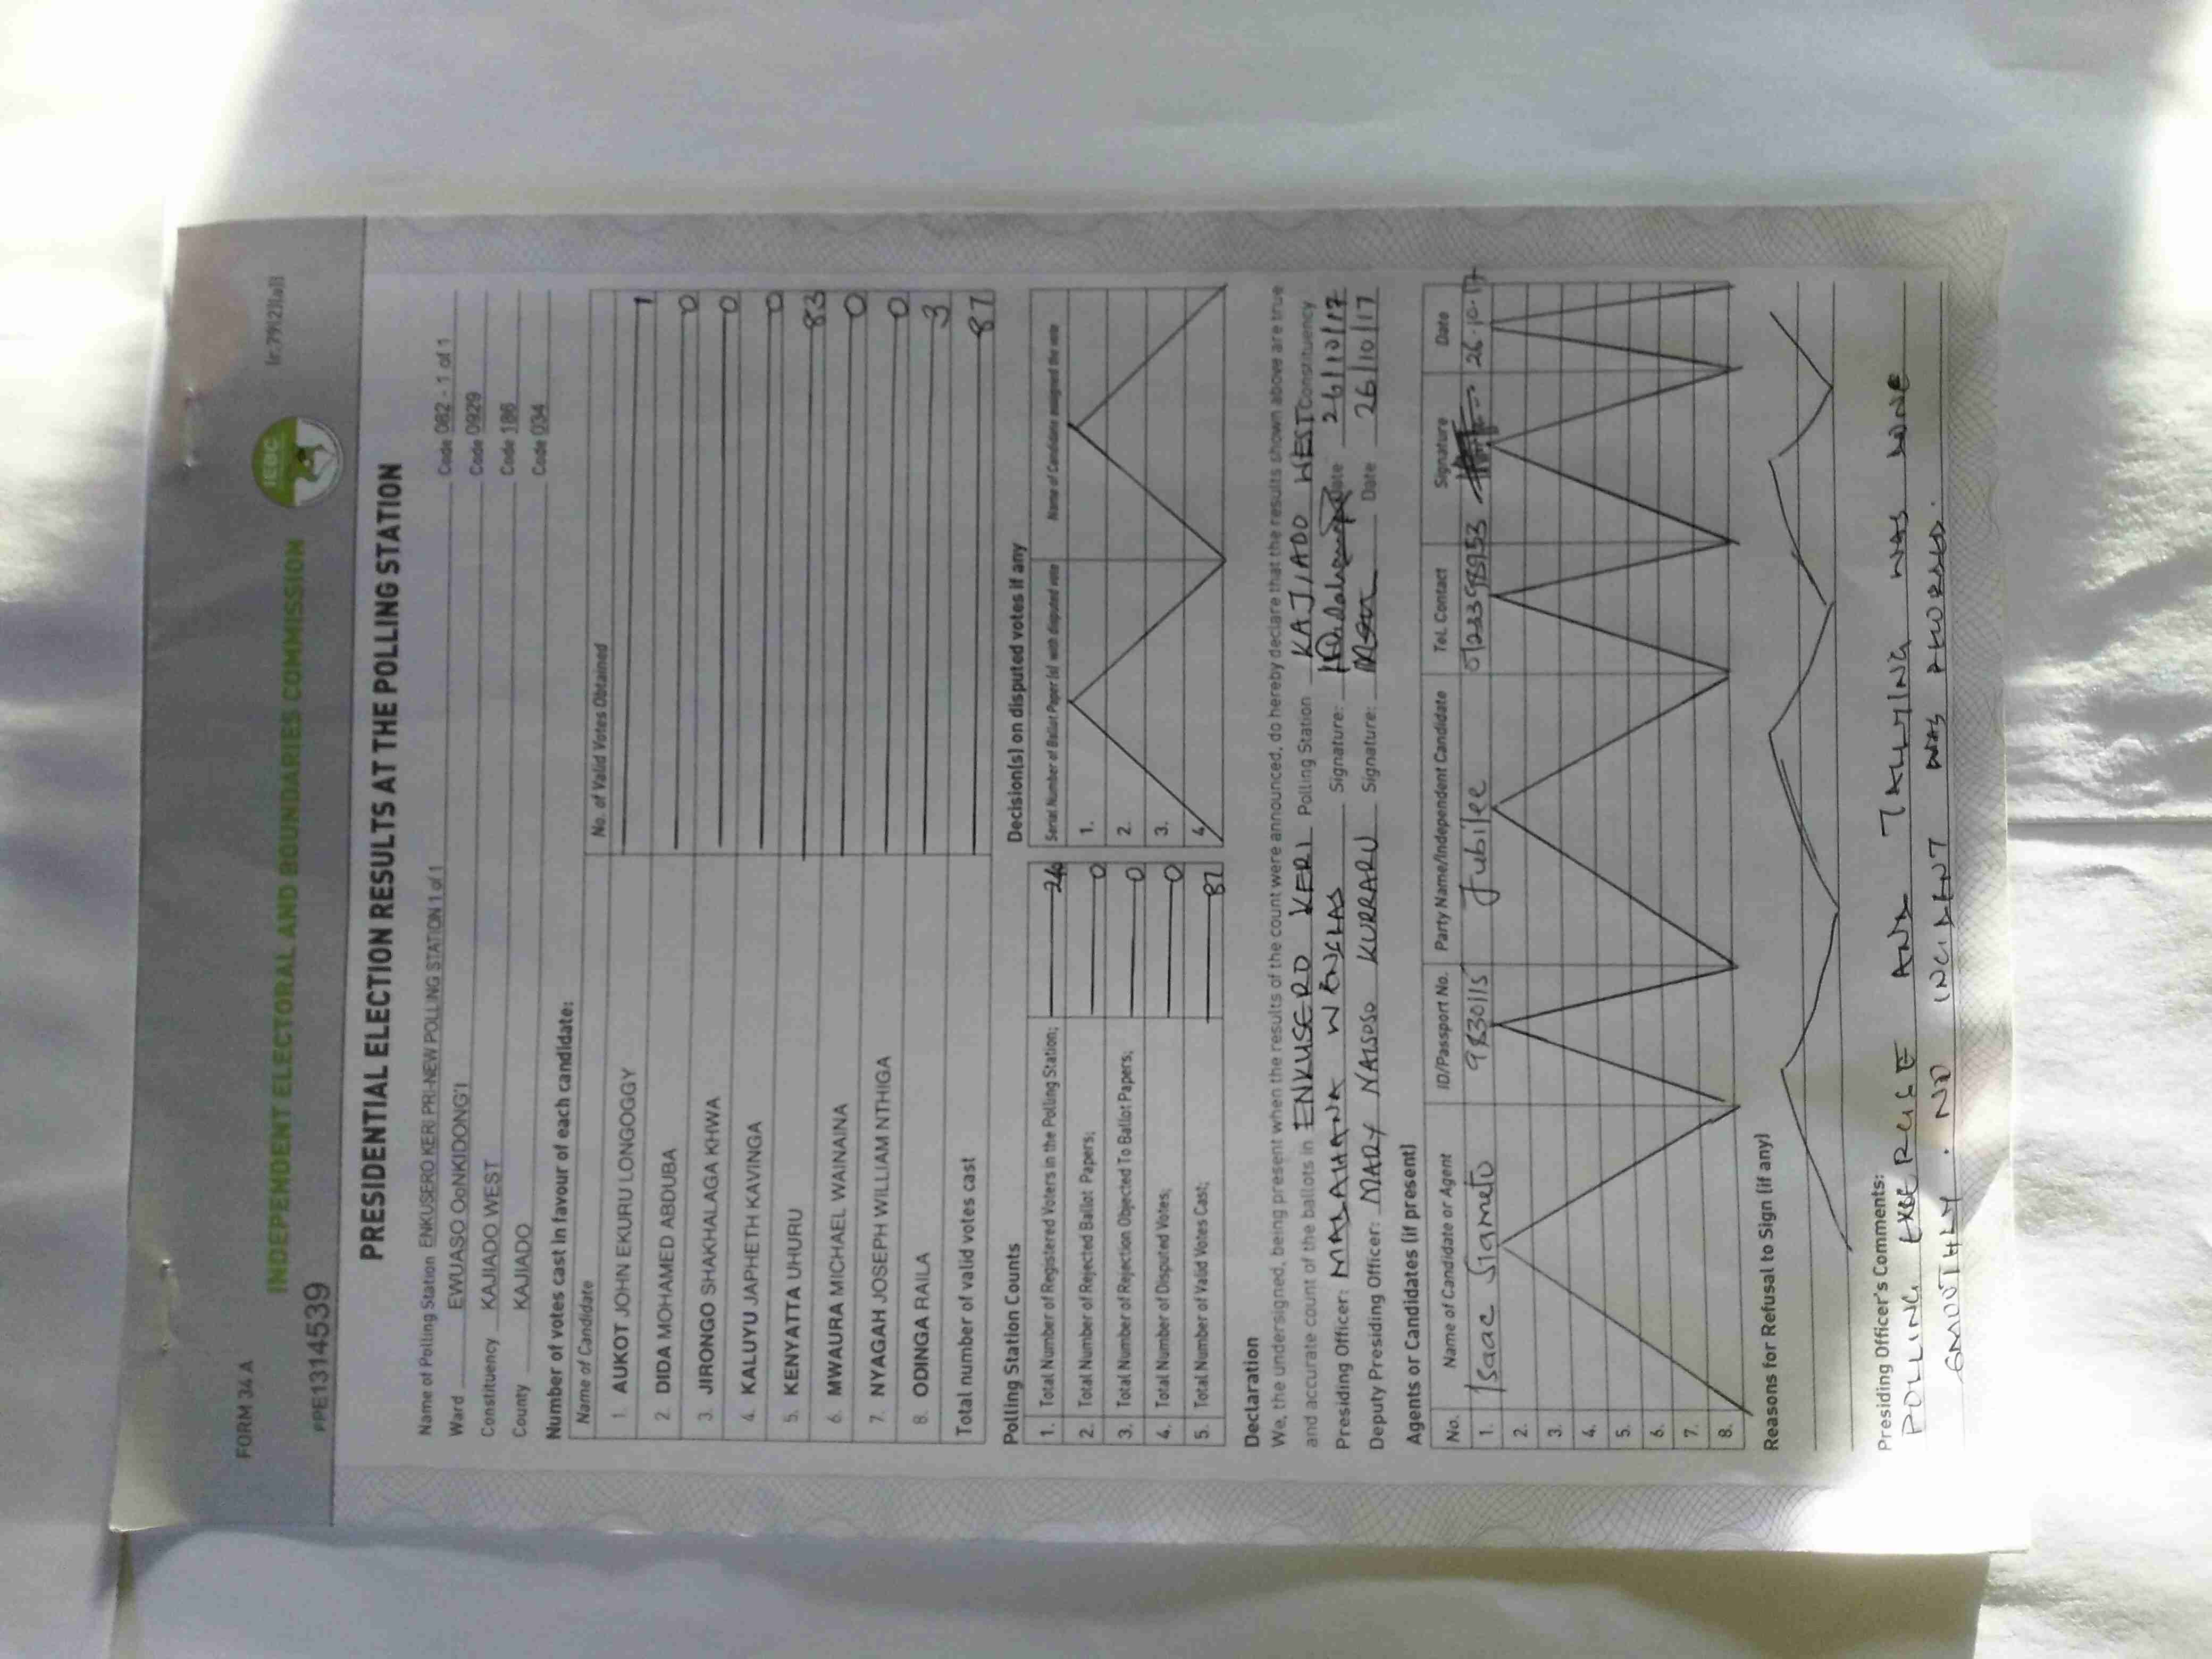 FORM 34 A
INDEPENDENT ELECTORAL AND BOUNDARIES COMMISSION
IEBC
PPE1314539
PRESIDENTIAL ELECTION RESULTS AT THE POLLING STATION
Name of Polling Station ENKUSERO KERI PRI-NEW POLLING STATION 1 of 1
Code 082 - 1 of 1
Ward EWUASO OoNKIDONG'I Code 0929
Constituency KAJIADO WEST Code 186
County KAJIADO Code 034
Number of votes cast in favour of each candidate:
Name of Candidate No. of Valid Votes Obtained
1. AUKOT JOHN EKURU LONGOGGY 1
2. DIDA MOHAMED ABDUBA 0
3. JIRONGO SHAKHALAGA KHWA 0
4. KALUYU JAPHETH KAVINGA 0
5. KENYATTA UHURU 83
6. MWAURA MICHAEL WAINAINA 0
7. NYAGAH JOSEPH WILLIAM NTHIGA 0
8. ODINGA RAILA 3
Total number of valid votes cast 87
Polling Station Counts
1. Total Number of Registered Voters in the Polling Station;
2. Total Number of Rejected Ballot Papers; 0
3. Total Number of Rejection Objected To Ballot Papers; 0
4. Total Number of Disputed Votes; 0
5. Total Number of Valid Votes Cast; 87
Decision(s) on disputed votes if any
Serial Number of Ballot Paper (s) with disputed vote Name of Candidate assigned the vote
1.
2.
3.
4.
Declaration
We, the undersigned, being present when the results of the count were announced, do hereby declare that the results shown above are true
and accurate count of the ballots in ENKUSERO KERI Polling Station KAJIADO WEST Constituency
Presiding Officer: Signature: Date 26/10/17
Deputy Presiding Officer: MARY NAISOSO KURRARU Signature: Date 26/10/17
Agents or Candidates (if present)
No. Name of Candidate or Agent ID/Passport No. Party Name/Independent Candidate Tel. Contact Signature Date
1. Isaac Siameto 9830115 Jubilee 26.10.17
2.
3.
4.
5.
6.
7.
8.
Reasons for Refusal to Sign (if any)
Presiding Officer's Comments:
POLLING EXERCISE AND TALLYING WAS DONE
SMOOTHLY. NO INCIDENT WAS